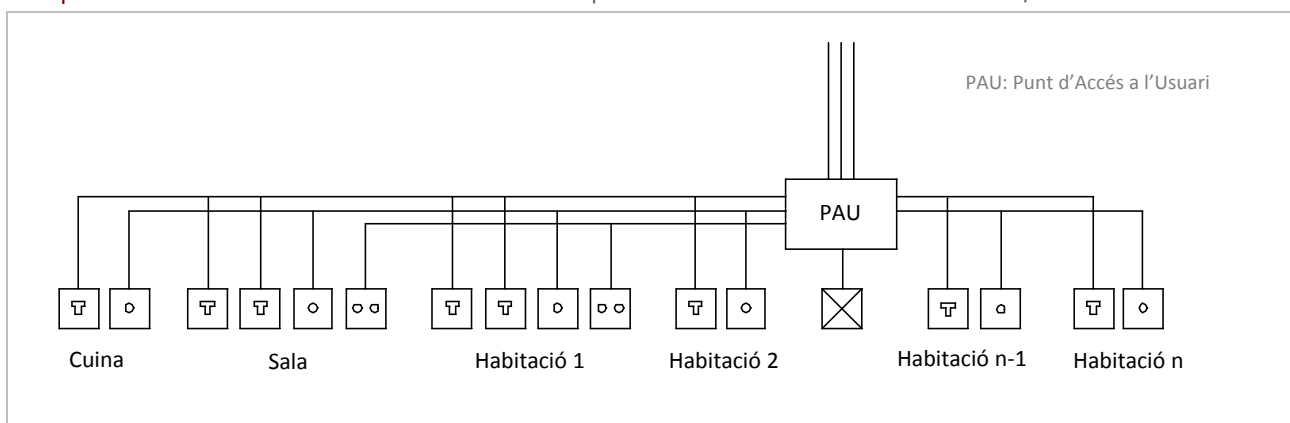 PAU: Punt d'Accés a l'Usuari
PAU
Cuina
Sala
Habitació 1
Habitació 2
Habitació n-1
Habitació n